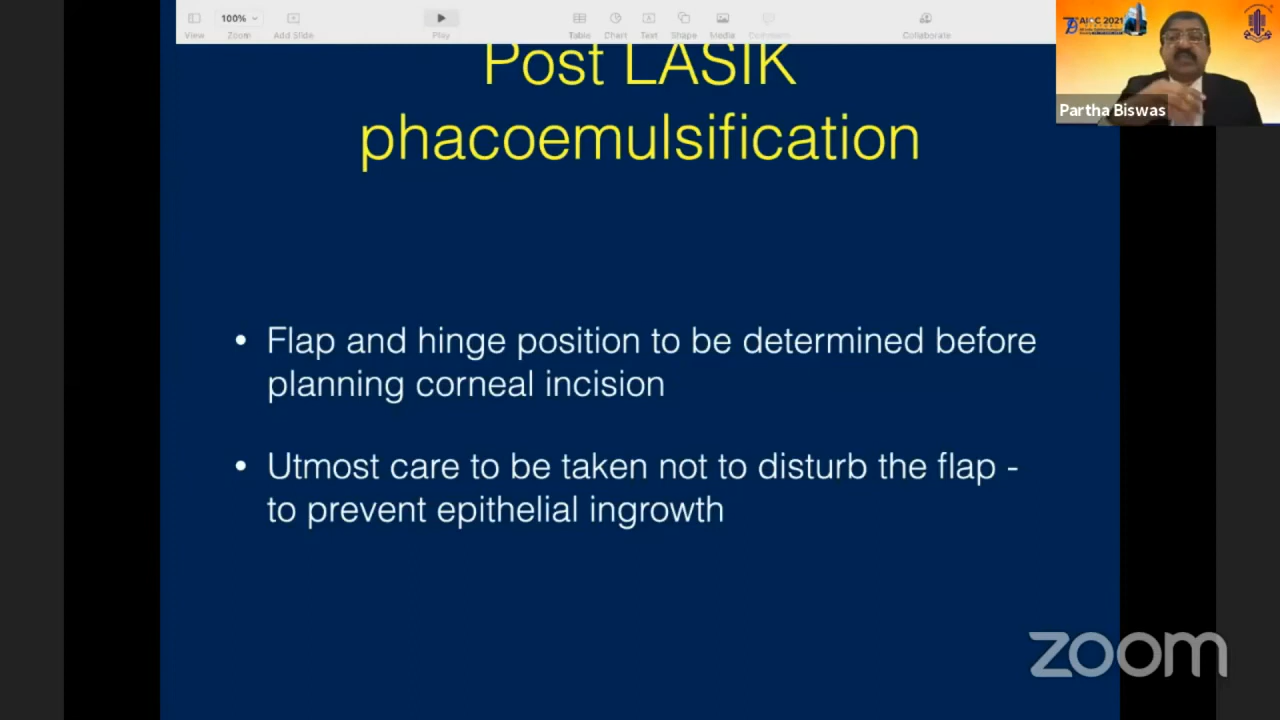 100%
View
Zoom
Add Slide
Play
Table
Chart
Text
Shape
Media
Comment
Collaborate
AIOC 2021
Partha Biswas
Post LASIK
phacoemulsification
• Flap and hinge position to be determined before
planning corneal incision
• Utmost care to be taken not to disturb the flap -
to prevent epithelial ingrowth
zoom